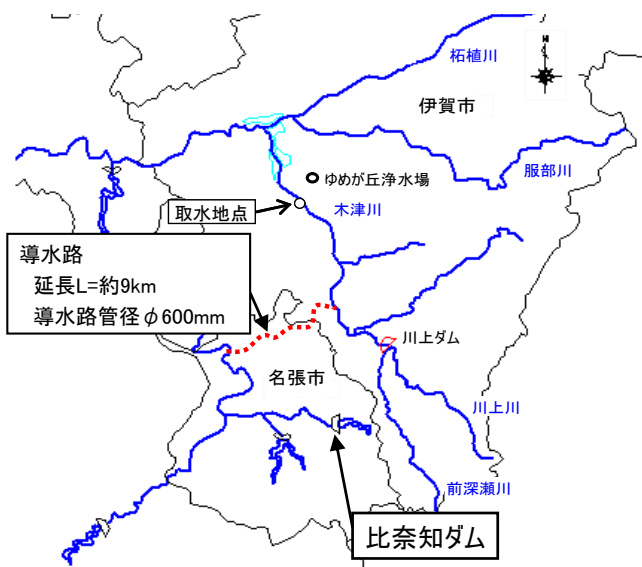 柘植川
伊賀市
服部川
ゆめが丘浄水場
取水地点
木津川
導水路
延長L=約9km
導水路管径φ600mm
川上ダム
名張市
川上川
前深瀬川
比奈知ダム